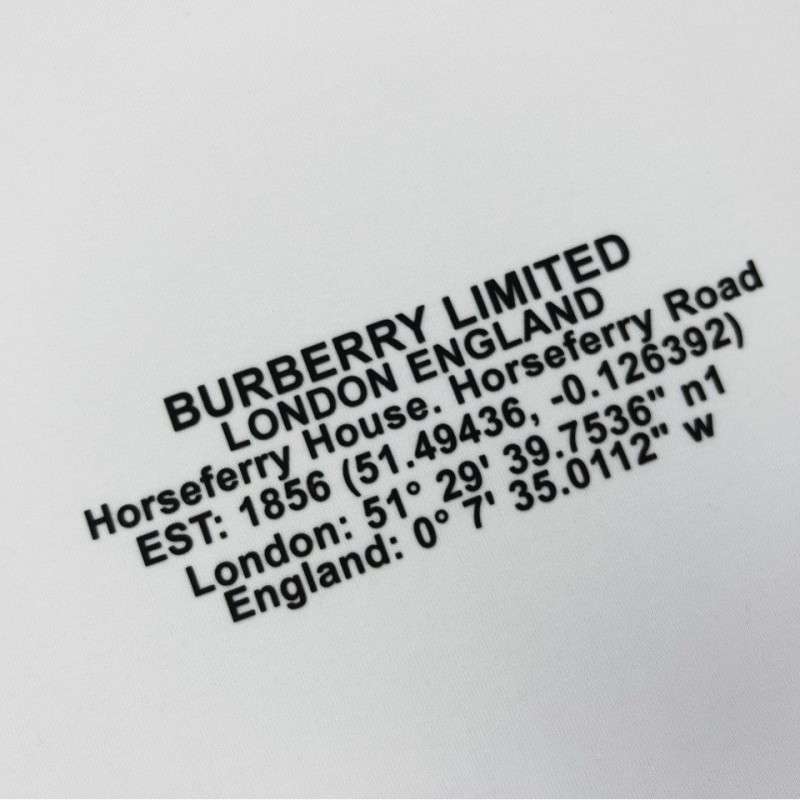 BURBERRY LIMITED
LONDON ENGLAND
Horseferry House. Horseferry Road
EST: 1856 (51.49436, -0.126392)
London: 51° 29' 39.7536" n1
England: 0° 7' 35.0112" w